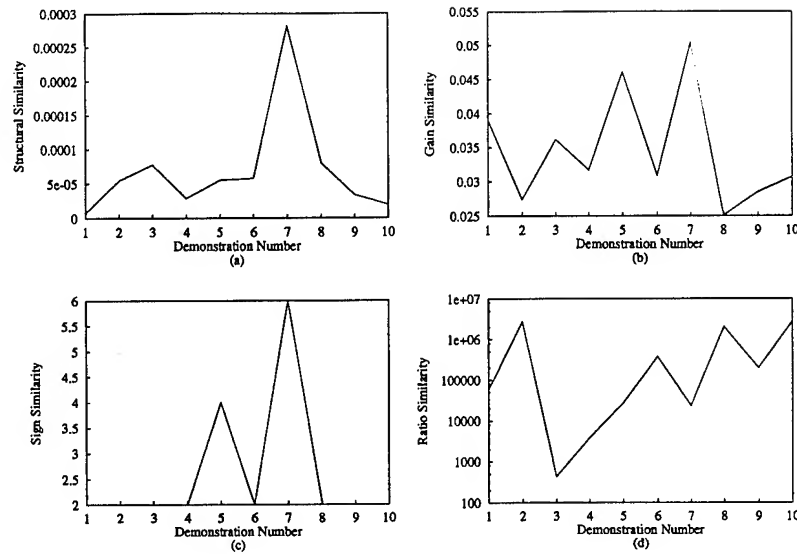 Structural Similarity
0.0003
0.00025
0.0002
0.00015
0.0001
5e-05
0
1 2 3 4 5 6 7 8 9 10
Demonstration Number
(a)
Gain Similarity
0.055
0.05
0.045
0.04
0.035
0.03
0.025
1 2 3 4 5 6 7 8 9 10
Demonstration Number
(b)
Sign Similarity
6
5.5
5
4.5
4
3.5
3
2.5
2
1 2 3 4 5 6 7 8 9 10
Demonstration Number
(c)
Ratio Similarity
1e+07
1e+06
100000
10000
1000
100
1 2 3 4 5 6 7 8 9 10
Demonstration Number
(d)